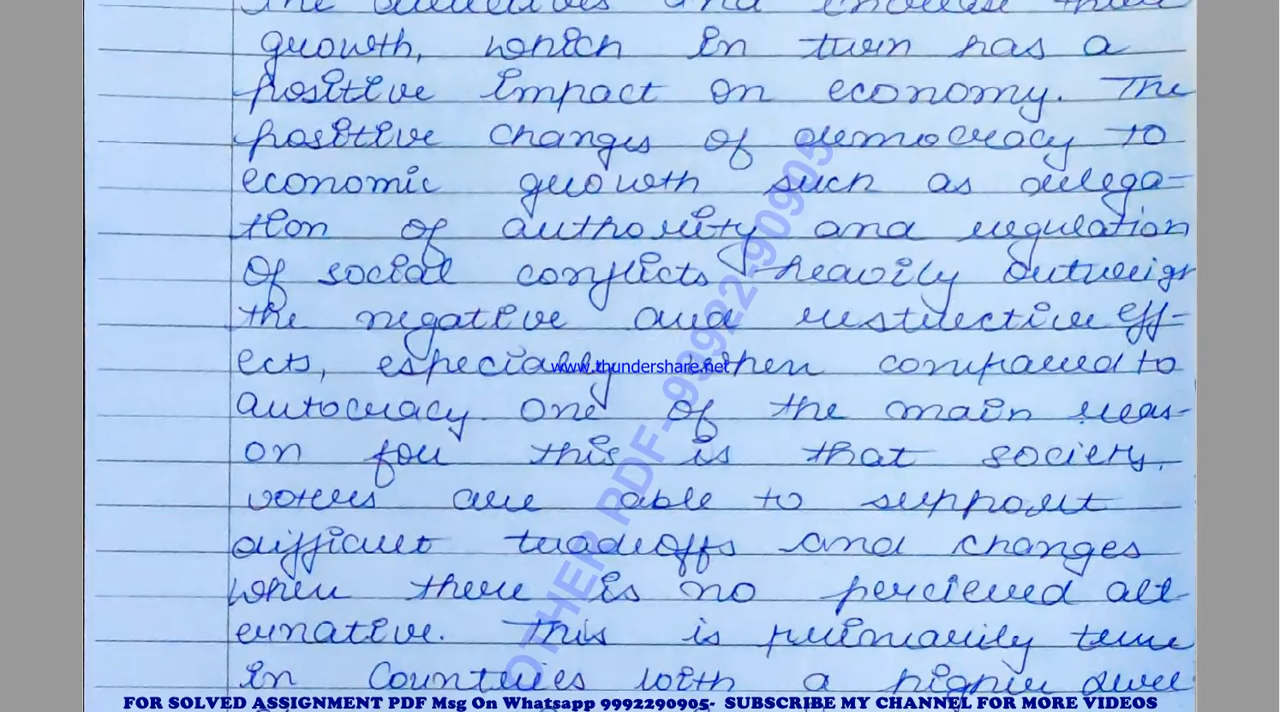 growth, which in turn has a
positive impact on economy. The
positive changes of democracy to
economic growth such as delega-
tion of authority and regulation
of social conflicts heavily outweigh
the negative and restrictive eff-
ects, especially when compared to
autocracy. One of the main reas-
on for this is that society,
voters are able to support
difficult tradeoffs and changes
when there is no percieved alt
ernative. This is primarily true
in Countries with a higher
www.thundershare.net
OTHER PDF-99922-90905
FOR SOLVED ASSIGNMENT PDF Msg On Whatsapp 9992290905- SUBSCRIBE MY CHANNEL FOR MORE VIDEOS